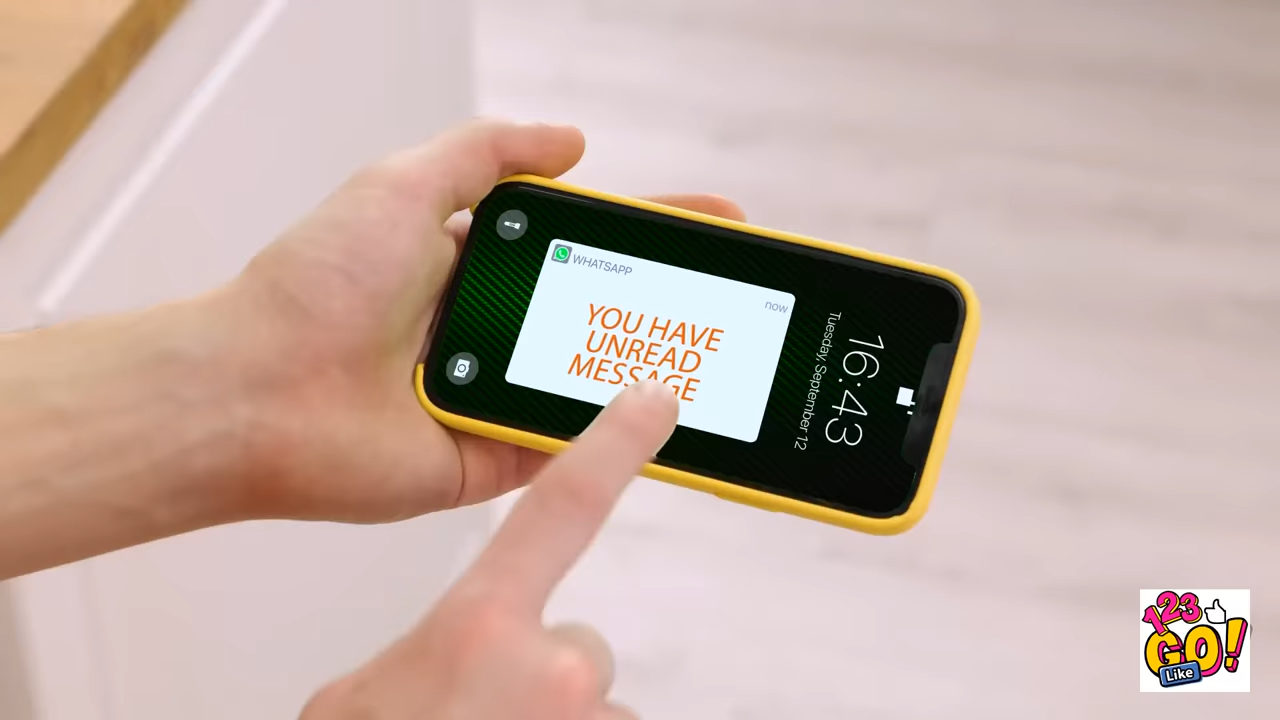 WHATSAPP
now
YOU HAVE
UNREAD
MESSAGE
16:43
Tuesday, September 12
123
GO!
Like